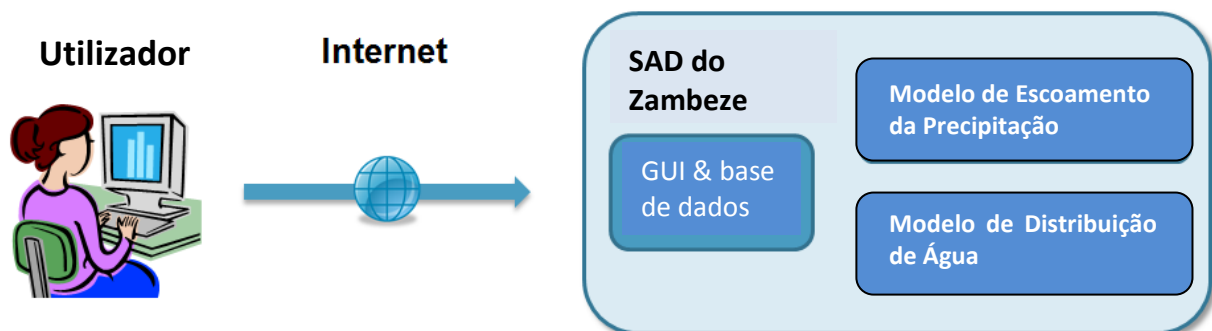 Utilizador
Internet
SAD do
Zambeze
GUI & base
de dados
Modelo de Escoamento
da Precipitação
Modelo de Distribuição
de Água